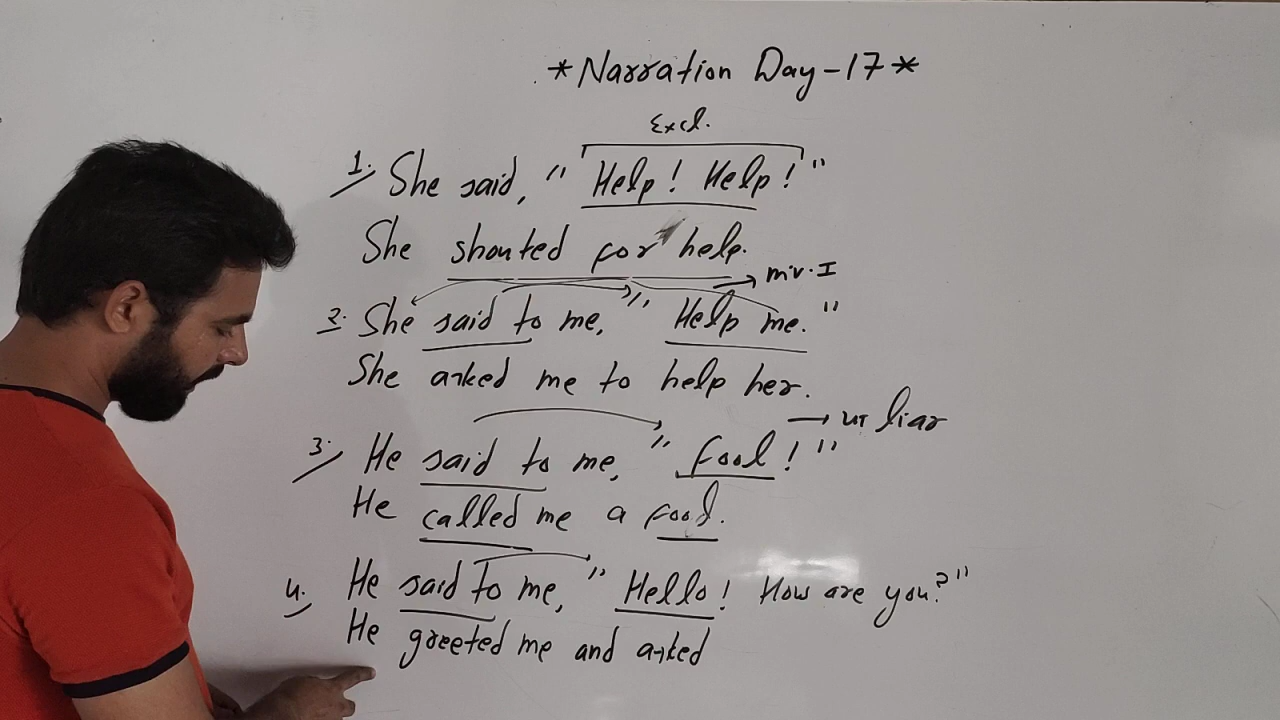 *Narration Day-17*
Excl.
1. She said, "Help! Help!"
She shouted for help.
→ m.v.I
2. She said to me, "Help me."
She asked me to help her.
→ liar
3. He said to me, "Fool!"
He called me a fool.
4. He said to me, "Hello! How are you?"
He greeted me and asked